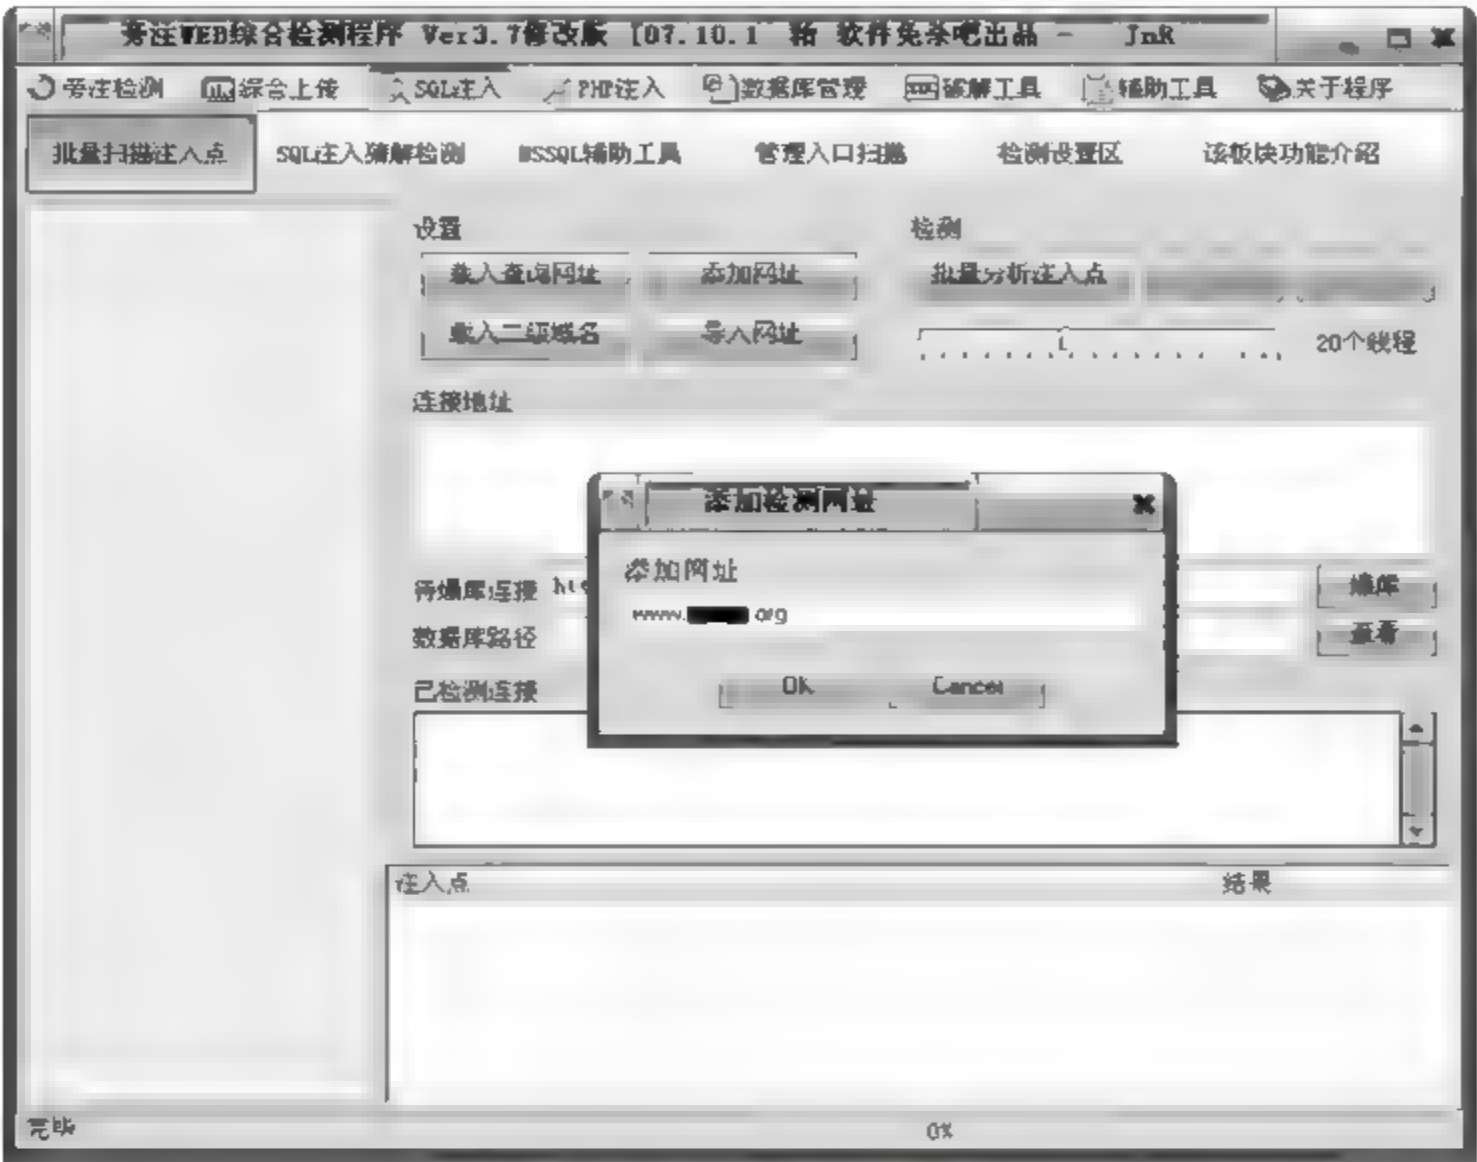 旁注WEB综合检测程序 Ver3.7修改版 [07.10.1 软件免杀吧出品 - JnR
旁注检测 综合上传 SQL注入 PHP注入 数据库管理 破解工具 辅助工具 关于程序
批量扫描注入点 SQL注入猜解检测 MSSQL辅助工具 管理入口扫描 检测设置区 该板块功能介绍
设置 检测
载入查询网址 添加网址 批量分析注入点
载入二级域名 导入网址 20个线程
连接地址
添加检测网址
添加网址
待爆库连接 htt 爆库
www. org
数据库路径 查看
已检测连接 OK Cancel
注入点 结果
完毕 0%